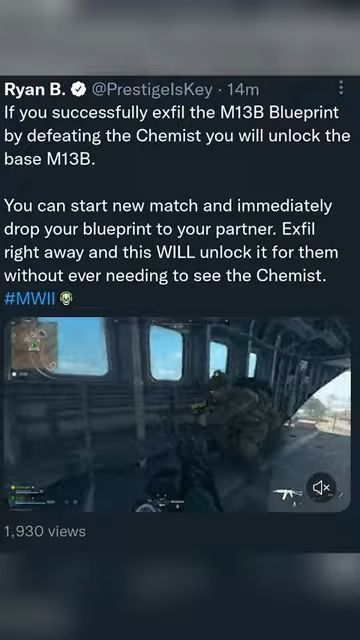 Ryan B. @PrestigeIsKey · 14m
If you successfully exfil the M13B Blueprint
by defeating the Chemist you will unlock the
base M13B.
You can start new match and immediately
drop your blueprint to your partner. Exfil
right away and this WILL unlock it for them
without ever needing to see the Chemist.
#MWII
1,930 views